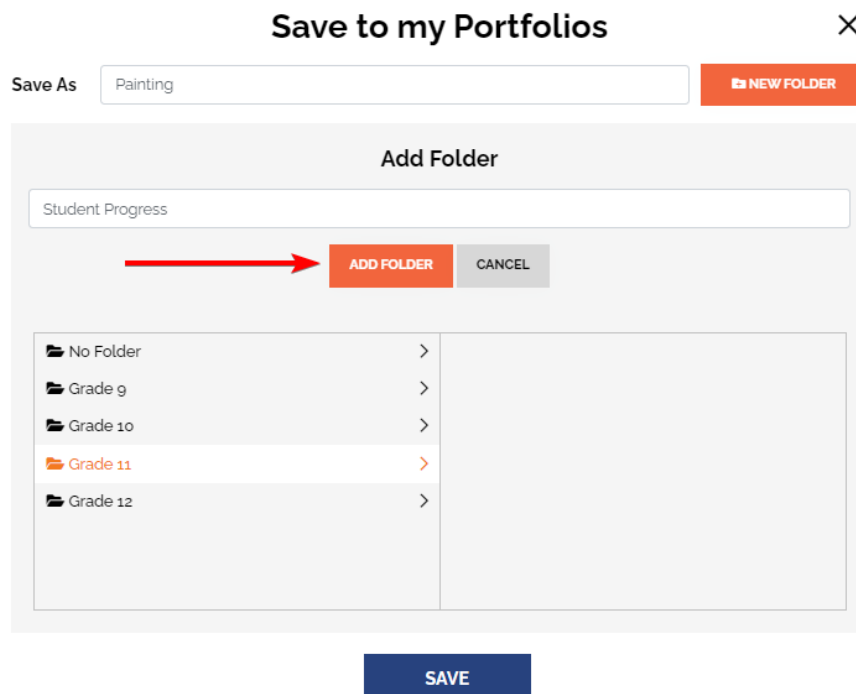 Save to my Portfolios
Save As Painting NEW FOLDER
Add Folder
Student Progress
ADD FOLDER CANCEL
No Folder
Grade 9
Grade 10
Grade 11
Grade 12
SAVE